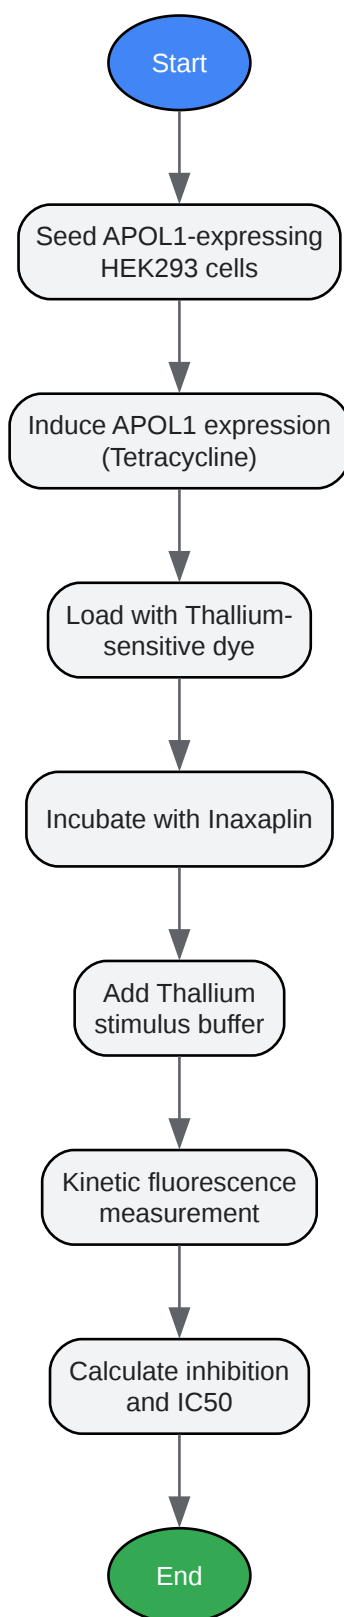 Start
Seed APOL1-expressing
HEK293 cells
Induce APOL1 expression
(Tetracycline)
Load with Thallium-
sensitive dye
Incubate with Inaxaplin
Add Thallium
stimulus buffer
Kinetic fluorescence
measurement
Calculate inhibition
and IC50
End